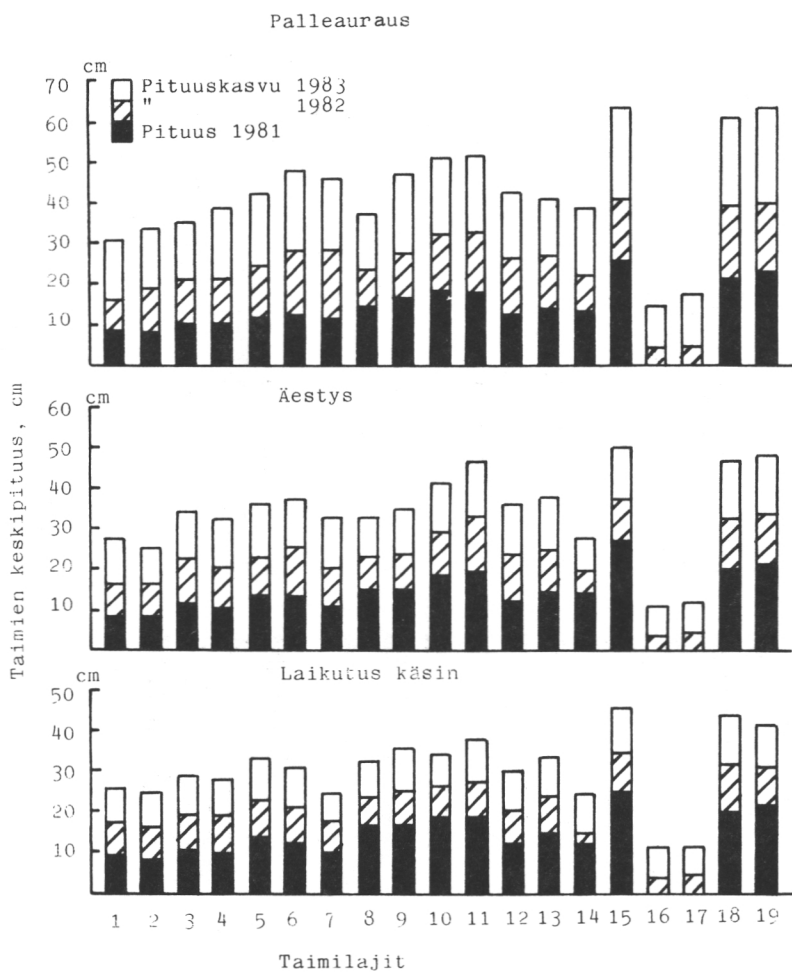 Palleauraus
cm
70
60
50
40
30
20
10
Pituuskasvu 1983
" 1982
Pituus 1981
Taimien keskipituus, cm
cm
Äestys
60
50
40
30
20
10
cm
Laikutus käsin
50
40
30
20
10
1 2 3 4 5 6 7 8 9 10 11 12 13 14 15 16 17 18 19
Taimilajit